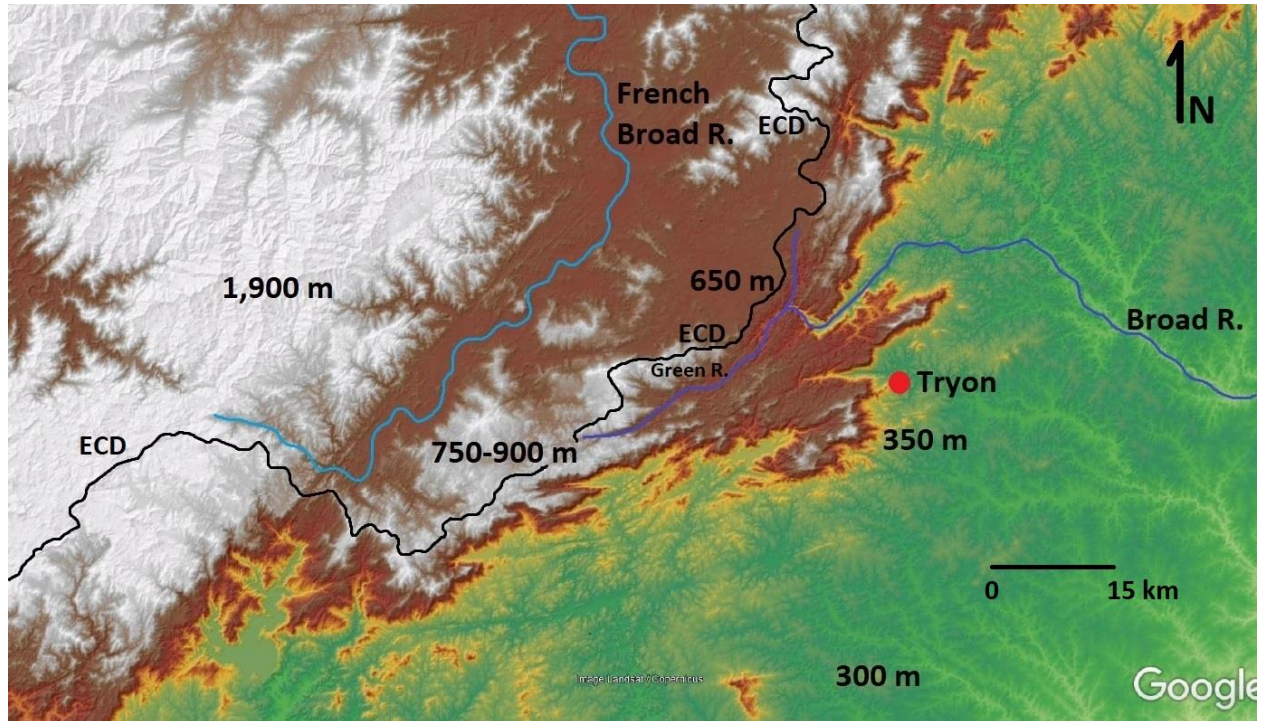 French
Broad R.
ECD
N
1,900 m
650 m
ECD
Green R.
Broad R.
Tryon
ECD
750-900 m
350 m
0 15 km
300 m
Image Landsat / Copernicus
Google